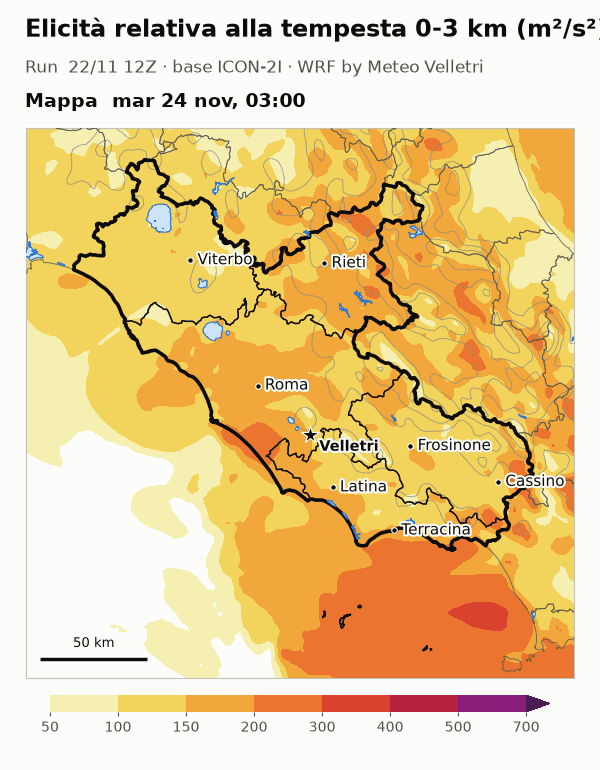 Elicità relativa alla tempesta 0-3 km (m²/s²)
Run 22/11 12Z · base ICON-2I · WRF by Meteo Velletri
Mappa mar 24 nov, 03:00
Viterbo
Rieti
Roma
Velletri
Frosinone
Latina
Cassino
Terracina
50 km
50 100 150 200 300 400 500 700